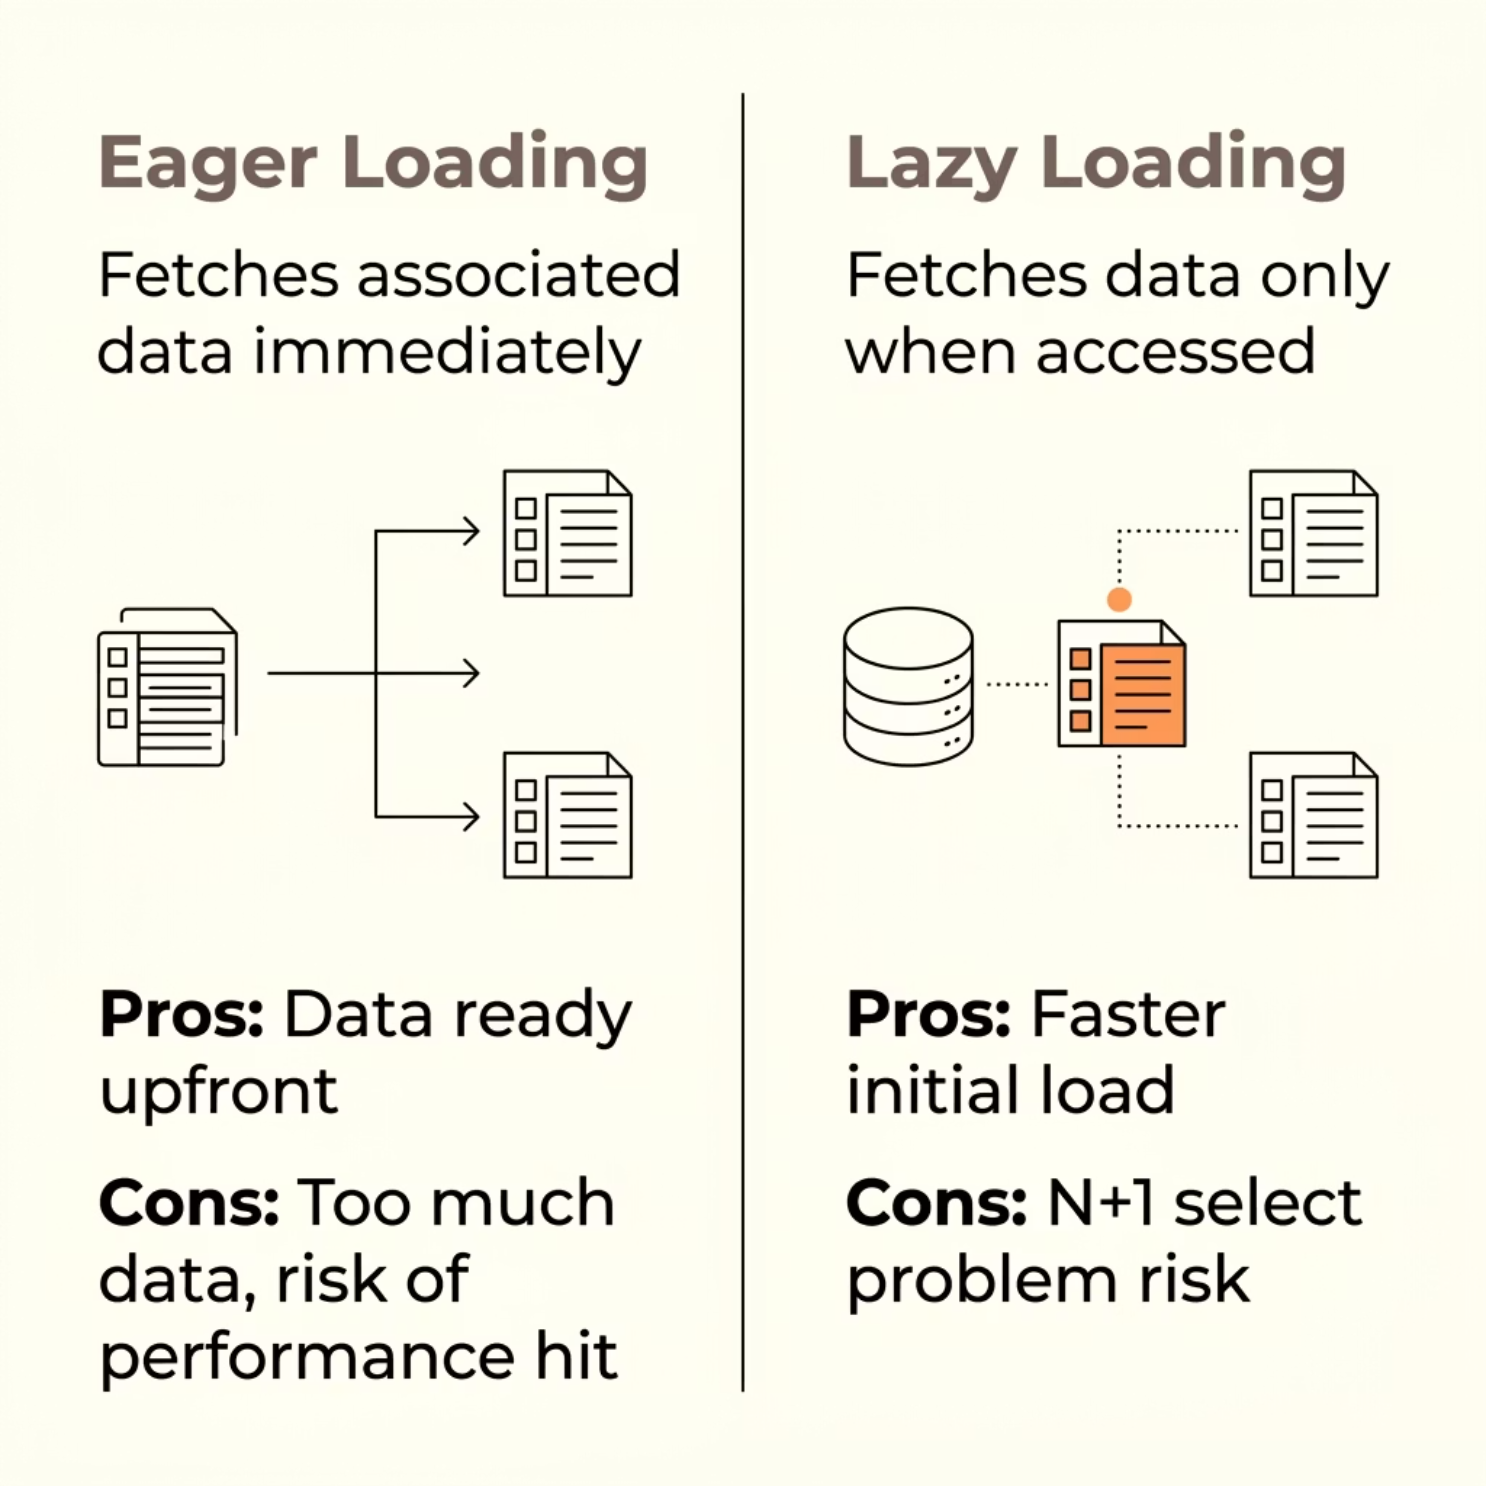 Eager Loading
Fetches associated
data immediately
Pros: Data ready
upfront
Cons: Too much
data, risk of
performance hit
Lazy Loading
Fetches data only
when accessed
Pros: Faster
initial load
Cons: N+1 select
problem risk